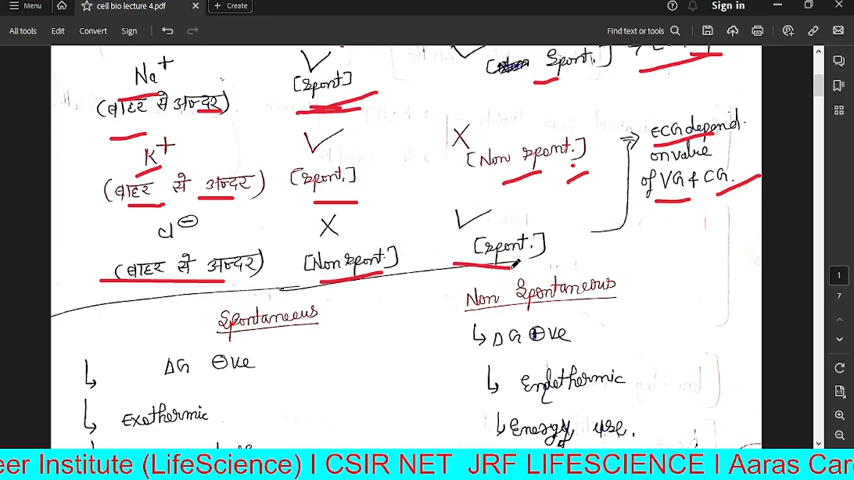 Menu
cell bio lecture 4.pdf
Create
Sign in
All tools
Edit
Convert
Sign
Find text or tools
Na+
[Spont]
Spont.]
(बाहर से अन्दर)
K+
[Spont.]
X
[Non spont.]
ECG depend
on value
of VG & CG.
(बाहर से अन्दर)
Cl⊖
X
[Spont.]
(बाहर से अन्दर)
[Non spont]
Spontaneous
Non Spontaneous
ΔG ⊖ve
ΔG ⊕ve
Exothermic
Endothermic
Energy use.
1
7
eer Institute (LifeScience) I CSIR NET JRF LIFESCIENCE I Aaras Car